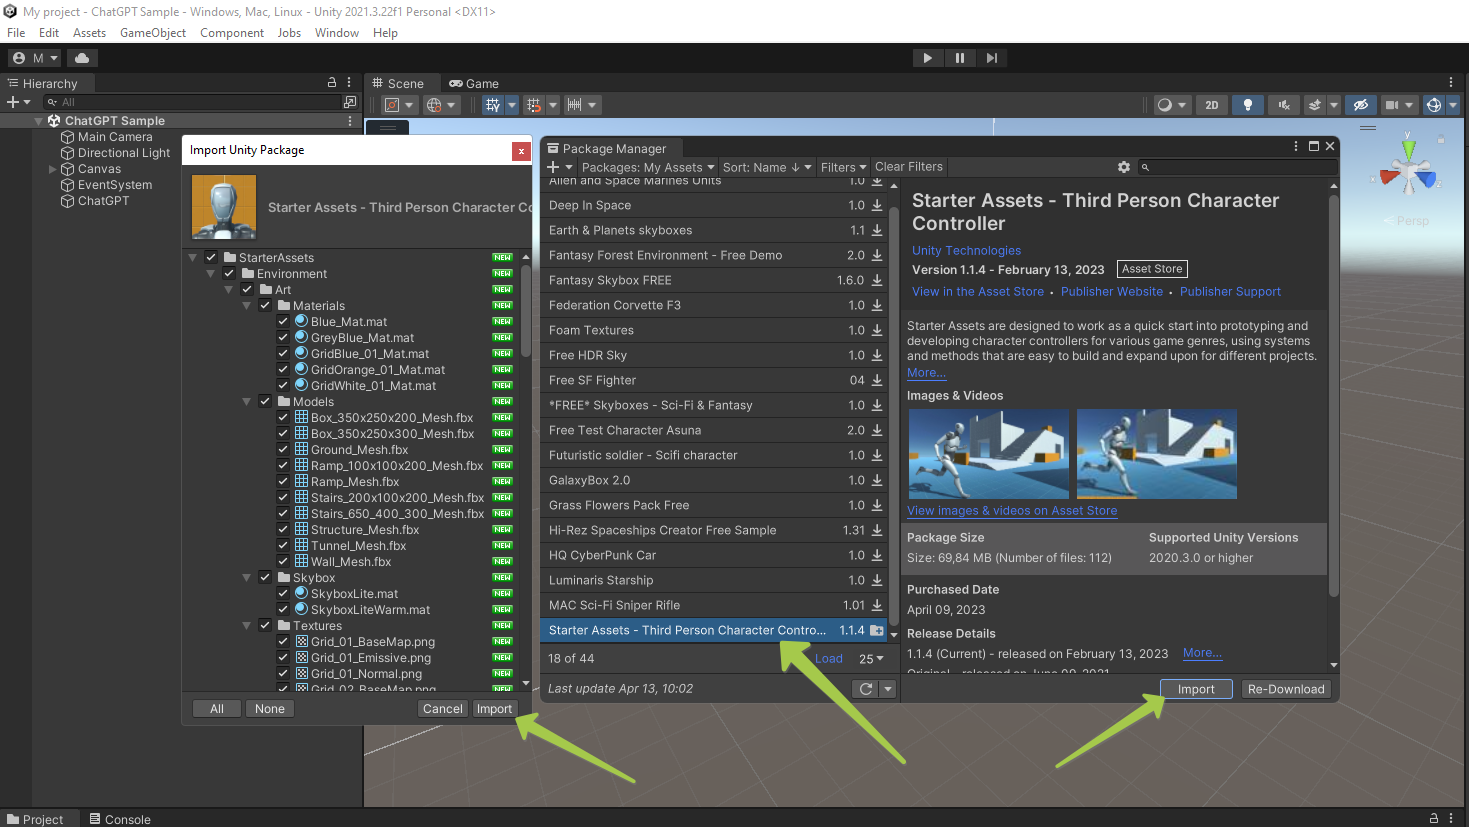 My project - ChatGPT Sample - Windows, Mac, Linux - Unity 2021.3.22f1 Personal <DX11>
File Edit Assets GameObject Component Jobs Window Help
M
Hierarchy
All
ChatGPT Sample
Main Camera
Directional Light
Canvas
EventSystem
ChatGPT
Scene Game
2D
y
z
Persp
Import Unity Package
x
Starter Assets - Third Person Character Co
StarterAssets NEW
Environment NEW
Art NEW
Materials NEW
Blue_Mat.mat NEW
GreyBlue_Mat.mat NEW
GridBlue_01_Mat.mat NEW
GridOrange_01_Mat.mat NEW
GridWhite_01_Mat.mat NEW
Models NEW
Box_350x250x200_Mesh.fbx NEW
Box_350x250x300_Mesh.fbx NEW
Ground_Mesh.fbx NEW
Ramp_100x100x200_Mesh.fbx NEW
Ramp_Mesh.fbx NEW
Stairs_200x100x200_Mesh.fbx NEW
Stairs_650_400_300_Mesh.fbx NEW
Structure_Mesh.fbx NEW
Tunnel_Mesh.fbx NEW
Wall_Mesh.fbx NEW
Skybox NEW
SkyboxLite.mat NEW
SkyboxLiteWarm.mat NEW
Textures NEW
Grid_01_BaseMap.png NEW
Grid_01_Emissive.png NEW
Grid_01_Normal.png NEW
Grid_02_BaseMap.png NEW
All None Cancel Import
Package Manager
Packages: My Assets Sort: Name ↓ Filters Clear Filters
Alien and Space Marines Units 1.0
Deep In Space 1.0
Earth & Planets skyboxes 1.1
Fantasy Forest Environment - Free Demo 2.0
Fantasy Skybox FREE 1.6.0
Federation Corvette F3 1.0
Foam Textures 1.0
Free HDR Sky 1.0
Free SF Fighter 04
*FREE* Skyboxes - Sci-Fi & Fantasy 1.0
Free Test Character Asuna 2.0
Futuristic soldier - Scifi character 1.0
GalaxyBox 2.0 1.0
Grass Flowers Pack Free 1.0
Hi-Rez Spaceships Creator Free Sample 1.31
HQ CyberPunk Car 1.0
Luminaris Starship 1.0
MAC Sci-Fi Sniper Rifle 1.01
Starter Assets - Third Person Character Contro... 1.1.4
18 of 44 Load 25
Last update Apr 13, 10:02
Starter Assets - Third Person Character
Controller
Unity Technologies
Version 1.1.4 - February 13, 2023 Asset Store
View in the Asset Store • Publisher Website • Publisher Support
Starter Assets are designed to work as a quick start into prototyping and
developing character controllers for various game genres, using systems
and methods that are easy to build and expand upon for different projects.
More...
Images & Videos
View images & videos on Asset Store
Package Size Supported Unity Versions
Size: 69,84 MB (Number of files: 112) 2020.3.0 or higher
Purchased Date
April 09, 2023
Release Details
1.1.4 (Current) - released on February 13, 2023 More...
Original - released on June 09, 2021
Import Re-Download
Project Console